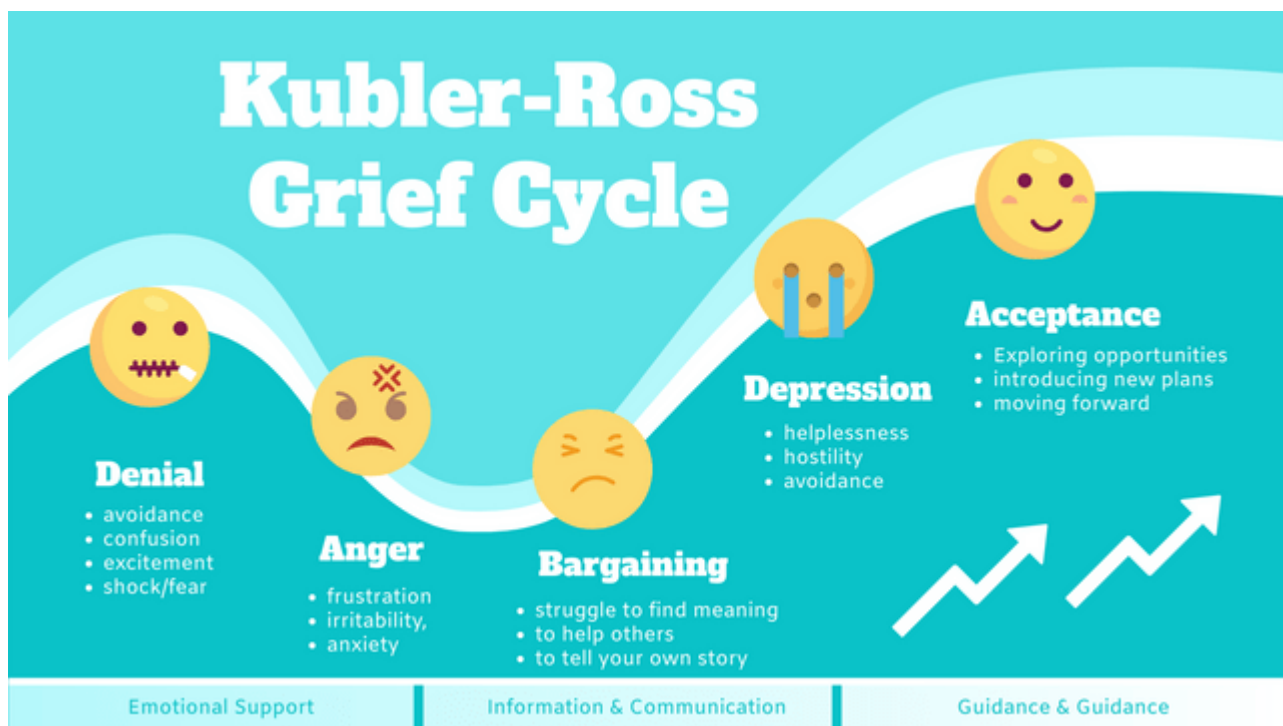 Kubler-Ross
Grief Cycle
Denial
• avoidance
• confusion
• excitement
• shock/fear
Anger
• frustration
• irritability,
• anxiety
Bargaining
• struggle to find meaning
• to help others
• to tell your own story
Depression
• helplessness
• hostility
• avoidance
Acceptance
• Exploring opportunities
• introducing new plans
• moving forward
Emotional Support
Information & Communication
Guidance & Guidance